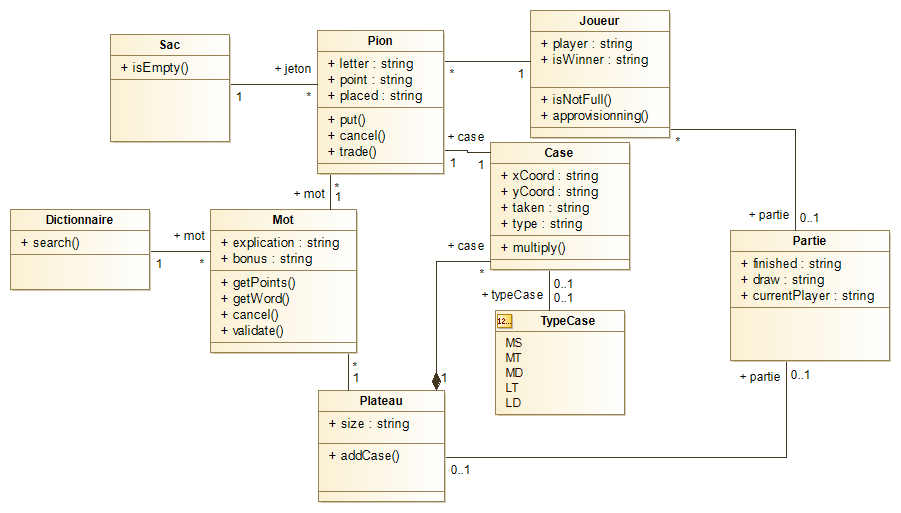 Sac
+ isEmpty()
+ jeton
1
*
Pion
+ letter : string
+ point : string
+ placed : string
+ put()
+ cancel()
+ trade()
*
1
Joueur
+ player : string
+ isWinner : string
+ isNotFull()
+ approvisionning()
*
+ case
1
1
Case
+ xCoord : string
+ yCoord : string
+ taken : string
+ type : string
+ multiply()
+ mot
*
1
Dictionnaire
+ search()
+ mot
1
*
Mot
+ explication : string
+ bonus : string
+ getPoints()
+ getWord()
+ cancel()
+ validate()
+ case
*
+ partie
0..1
Partie
+ finished : string
+ draw : string
+ currentPlayer : string
0..1
+ typeCase
0..1
12...
TypeCase
MS
MT
MD
LT
LD
*
1
1
Plateau
+ size : string
+ addCase()
+ partie
0..1
0..1